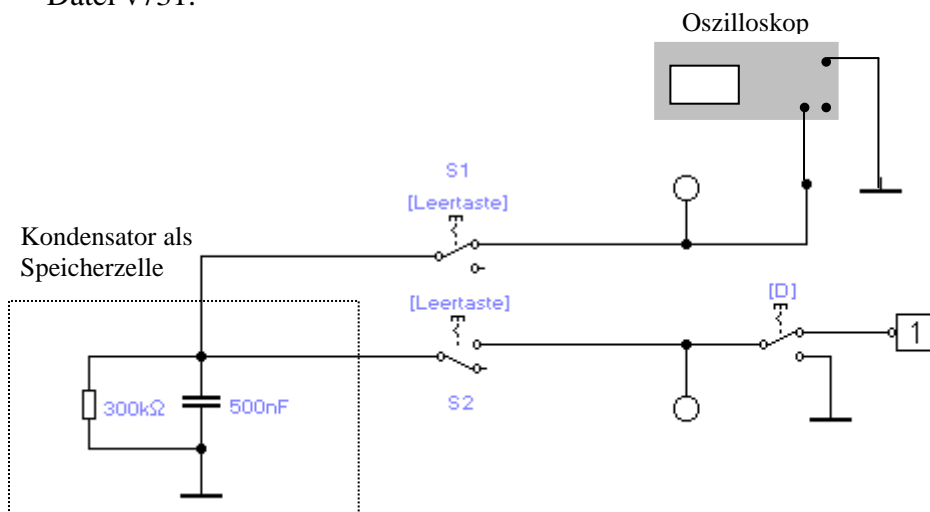 Datei V731.
Oszilloskop
S1
[Leertaste]
Kondensator als
Speicherzelle
[Leertaste]
[D]
1
300kΩ
500nF
S2